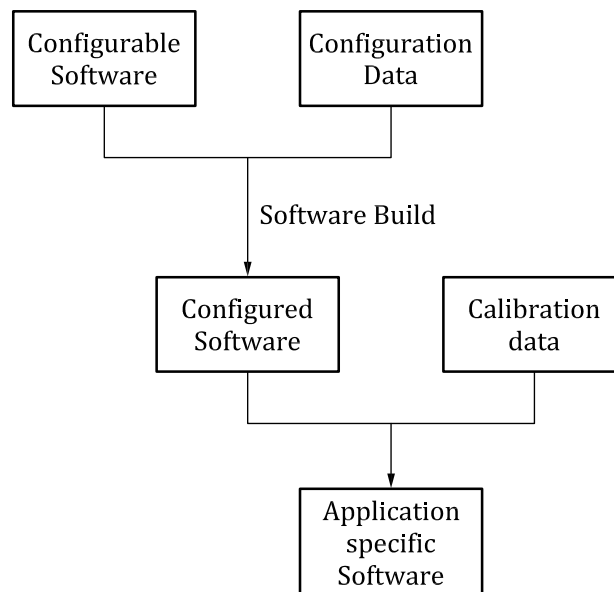 Configurable
Software
Configuration
Data
Software Build
Configured
Software
Calibration
data
Application
specific
Software